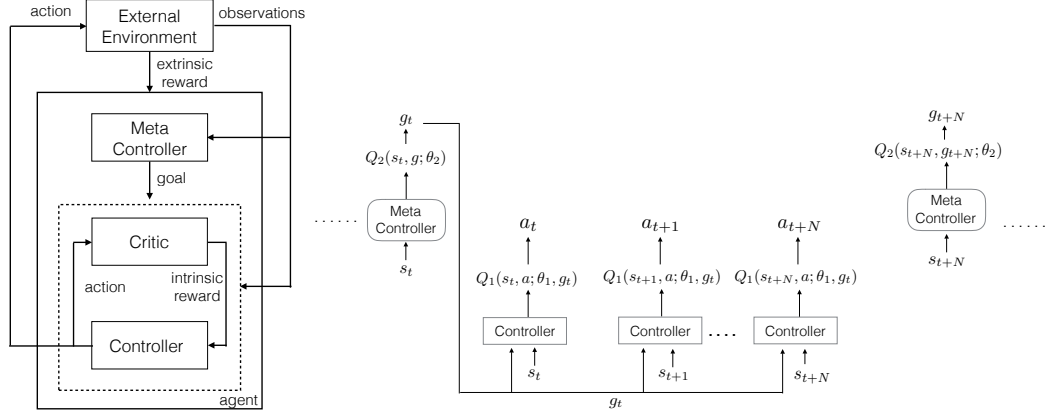 action
External
Environment
observations
extrinsic
reward
Meta
Controller
goal
Critic
action
intrinsic
reward
Controller
agent
......
g_t
Q_2(s_t, g; θ_2)
Meta
Controller
s_t
a_t
Q_1(s_t, a; θ_1, g_t)
Controller
s_t
a_{t+1}
Q_1(s_{t+1}, a; θ_1, g_t)
Controller
s_{t+1}
....
a_{t+N}
Q_1(s_{t+N}, a; θ_1, g_t)
Controller
s_{t+N}
g_t
g_{t+N}
Q_2(s_{t+N}, g_{t+N}; θ_2)
Meta
Controller
s_{t+N}
......